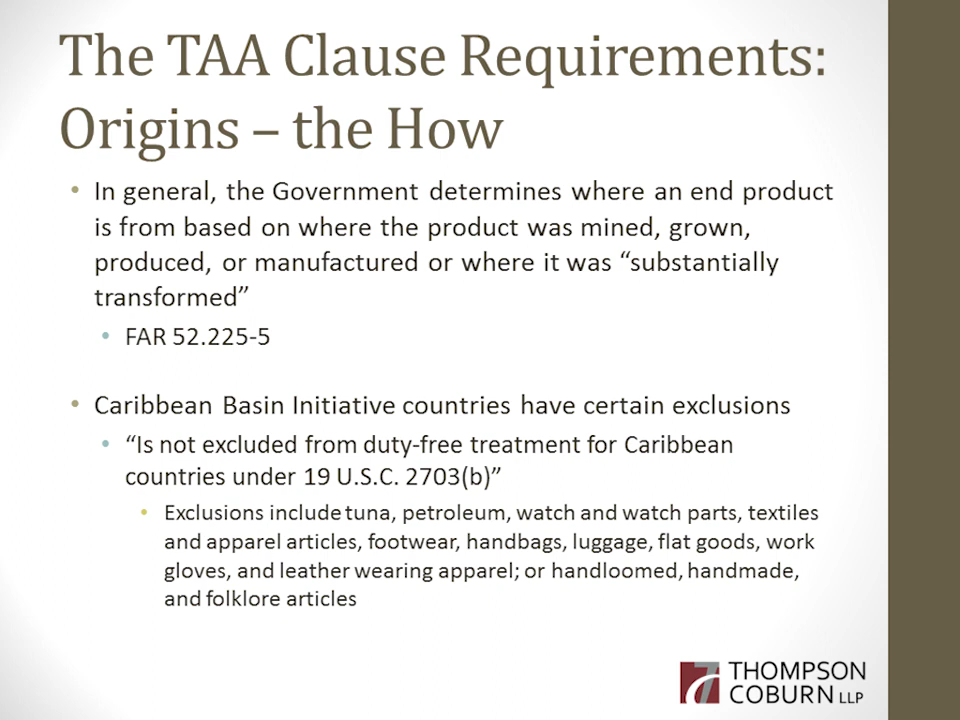 The TAA Clause Requirements:
Origins – the How
• In general, the Government determines where an end product
is from based on where the product was mined, grown,
produced, or manufactured or where it was “substantially
transformed”
• FAR 52.225-5
• Caribbean Basin Initiative countries have certain exclusions
• “Is not excluded from duty-free treatment for Caribbean
countries under 19 U.S.C. 2703(b)”
• Exclusions include tuna, petroleum, watch and watch parts, textiles
and apparel articles, footwear, handbags, luggage, flat goods, work
gloves, and leather wearing apparel; or handloomed, handmade,
and folklore articles
THOMPSON
COBURN LLP